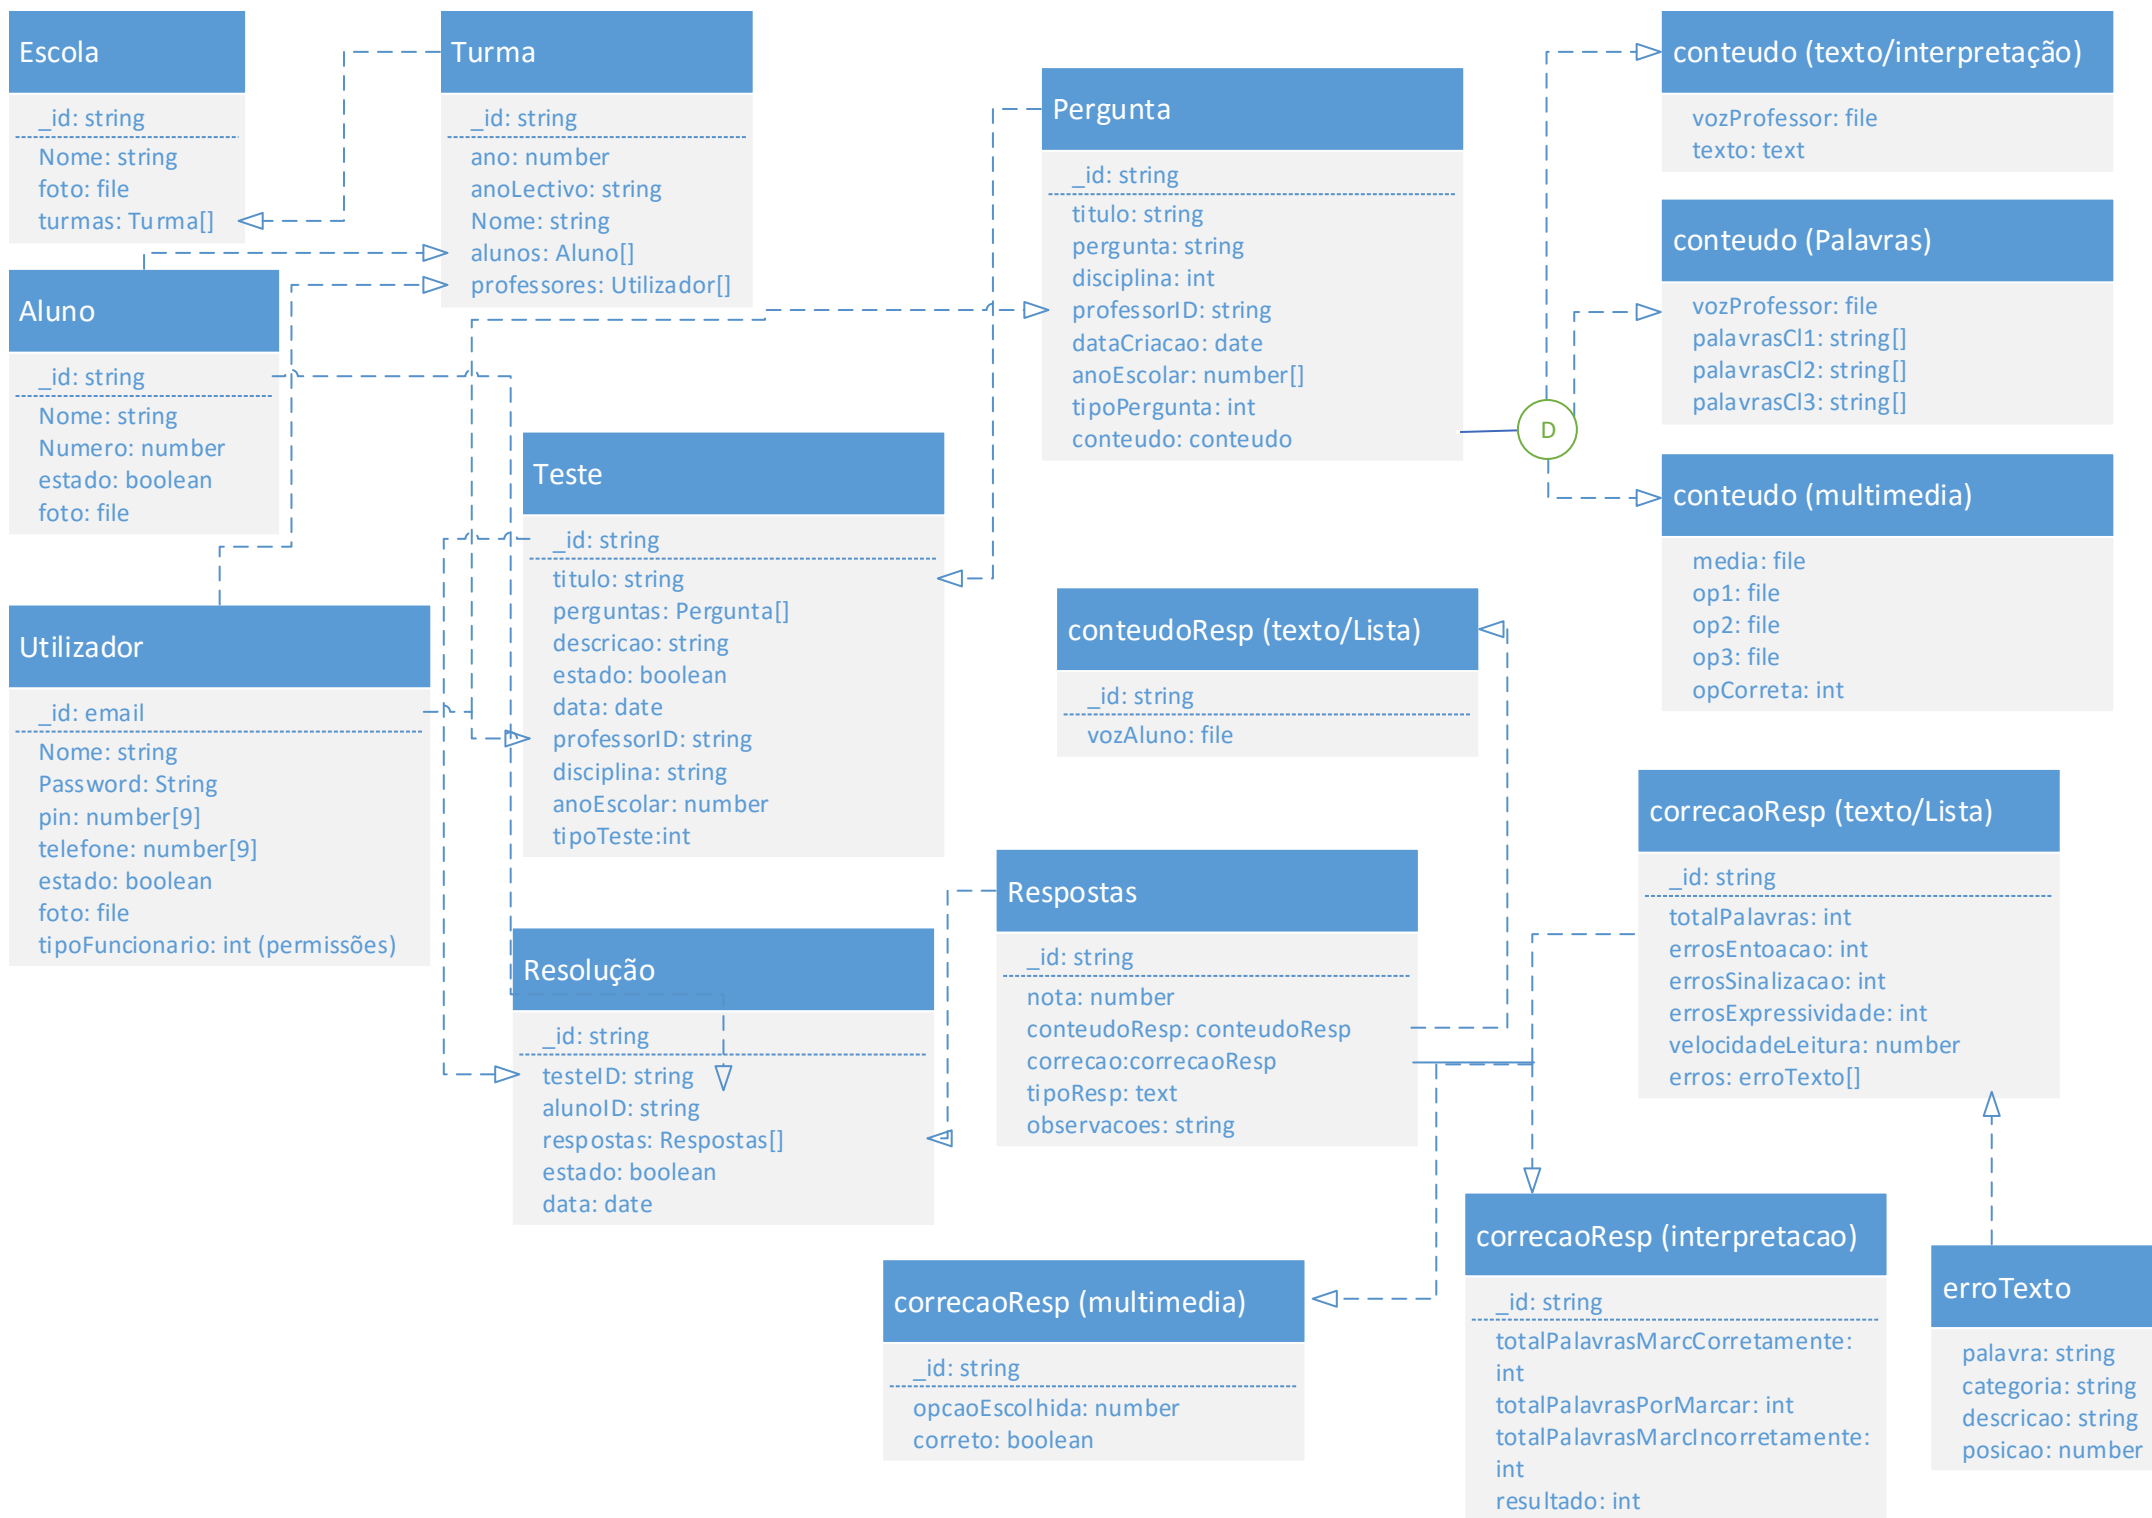 Escola
_id: string
Nome: string
foto: file
turmas: Turma[]
Turma
_id: string
ano: number
anoLectivo: string
Nome: string
alunos: Aluno[]
professores: Utilizador[]
Aluno
_id: string
Nome: string
Numero: number
estado: boolean
foto: file
Utilizador
_id: email
Nome: string
Password: String
pin: number[9]
telefone: number[9]
estado: boolean
foto: file
tipoFuncionario: int (permissões)
Teste
_id: string
titulo: string
perguntas: Pergunta[]
descricao: string
estado: boolean
data: date
professorID: string
disciplina: string
anoEscolar: number
tipoTeste:int
Resolução
_id: string
testeID: string
alunoID: string
respostas: Respostas[]
estado: boolean
data: date
Pergunta
_id: string
titulo: string
pergunta: string
disciplina: int
professorID: string
dataCriacao: date
anoEscolar: number[]
tipoPergunta: int
conteudo: conteudo
D
conteudo (texto/interpretação)
vozProfessor: file
texto: text
conteudo (Palavras)
vozProfessor: file
palavrasCl1: string[]
palavrasCl2: string[]
palavrasCl3: string[]
conteudo (multimedia)
media: file
op1: file
op2: file
op3: file
opCorreta: int
conteudoResp (texto/Lista)
_id: string
vozAluno: file
Respostas
_id: string
nota: number
conteudoResp: conteudoResp
correcao:correcaoResp
tipoResp: text
observacoes: string
correcaoResp (texto/Lista)
_id: string
totalPalavras: int
errosEntoacao: int
errosSinalizacao: int
errosExpressividade: int
velocidadeLeitura: number
erros: erroTexto[]
correcaoResp (multimedia)
_id: string
opcaoEscolhida: number
correto: boolean
correcaoResp (interpretacao)
_id: string
totalPalavrasMarcCorretamente:
int
totalPalavrasPorMarcar: int
totalPalavrasMarcIncorretamente:
int
resultado: int
erroTexto
palavra: string
categoria: string
descricao: string
posicao: number